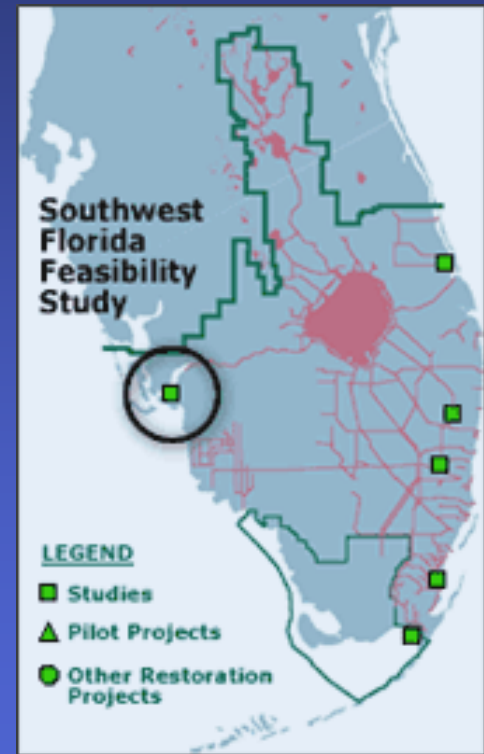 Southwest
Florida
Feasibility
Study
LEGEND
Studies
Pilot Projects
Other Restoration
Projects